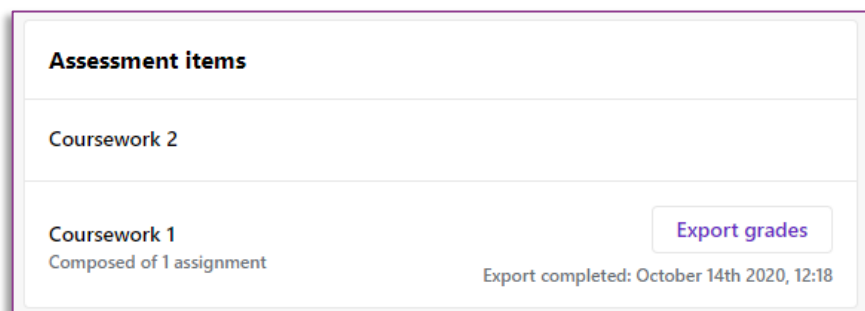 Assessment items
Coursework 2
Coursework 1
Export grades
Composed of 1 assignment
Export completed: October 14th 2020, 12:18